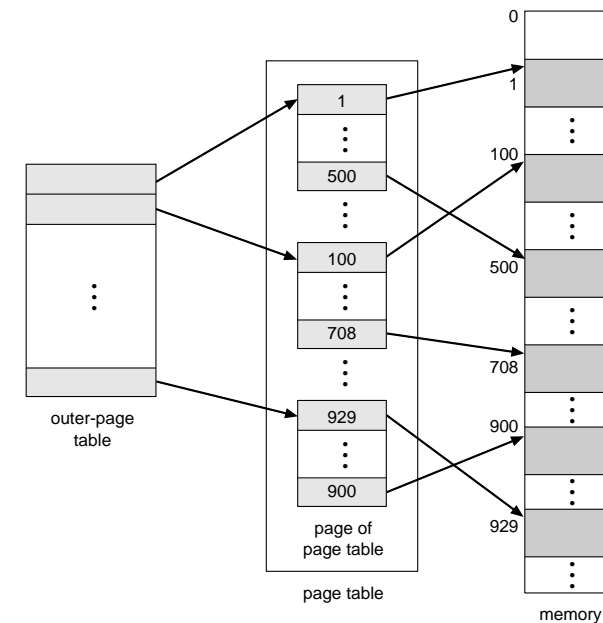 outer-page
table
1
500
100
708
929
900
page of
page table
page table
0
1
100
500
708
900
929
memory